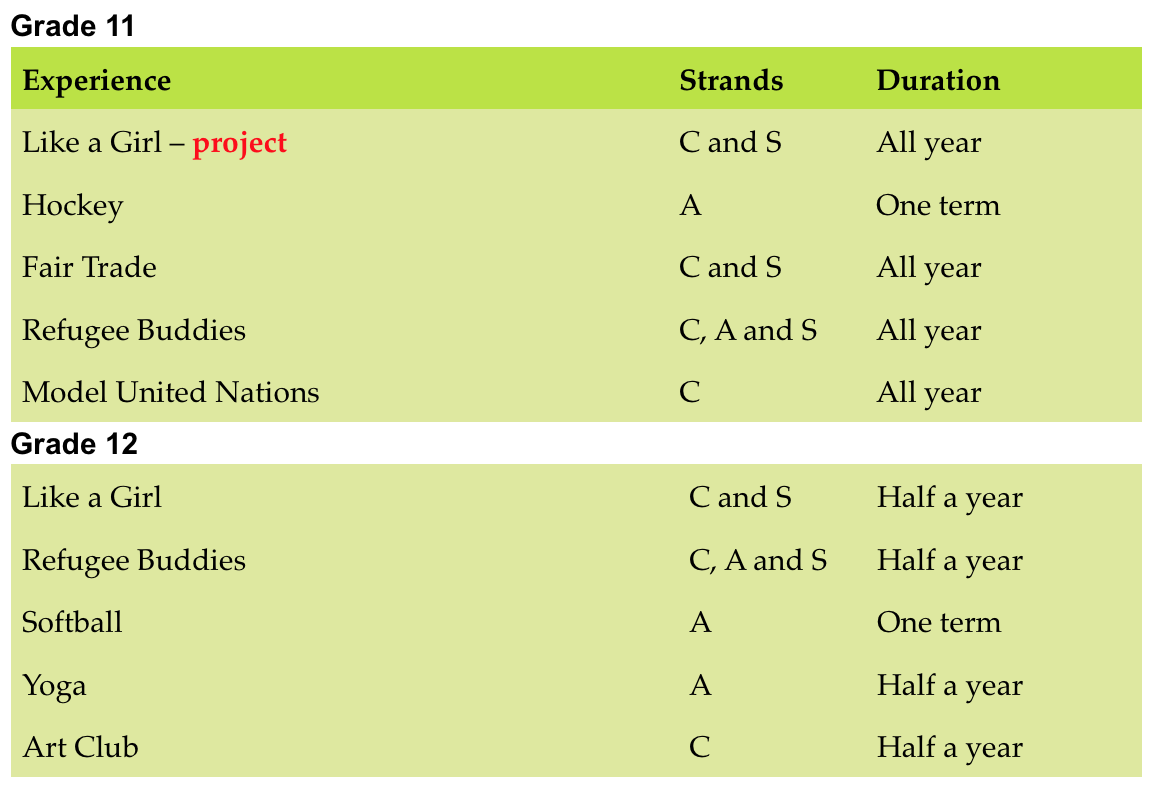 Grade 11
Experience Strands Duration
Like a Girl – project C and S All year
Hockey A One term
Fair Trade C and S All year
Refugee Buddies C, A and S All year
Model United Nations C All year
Grade 12
Like a Girl C and S Half a year
Refugee Buddies C, A and S Half a year
Softball A One term
Yoga A Half a year
Art Club C Half a year